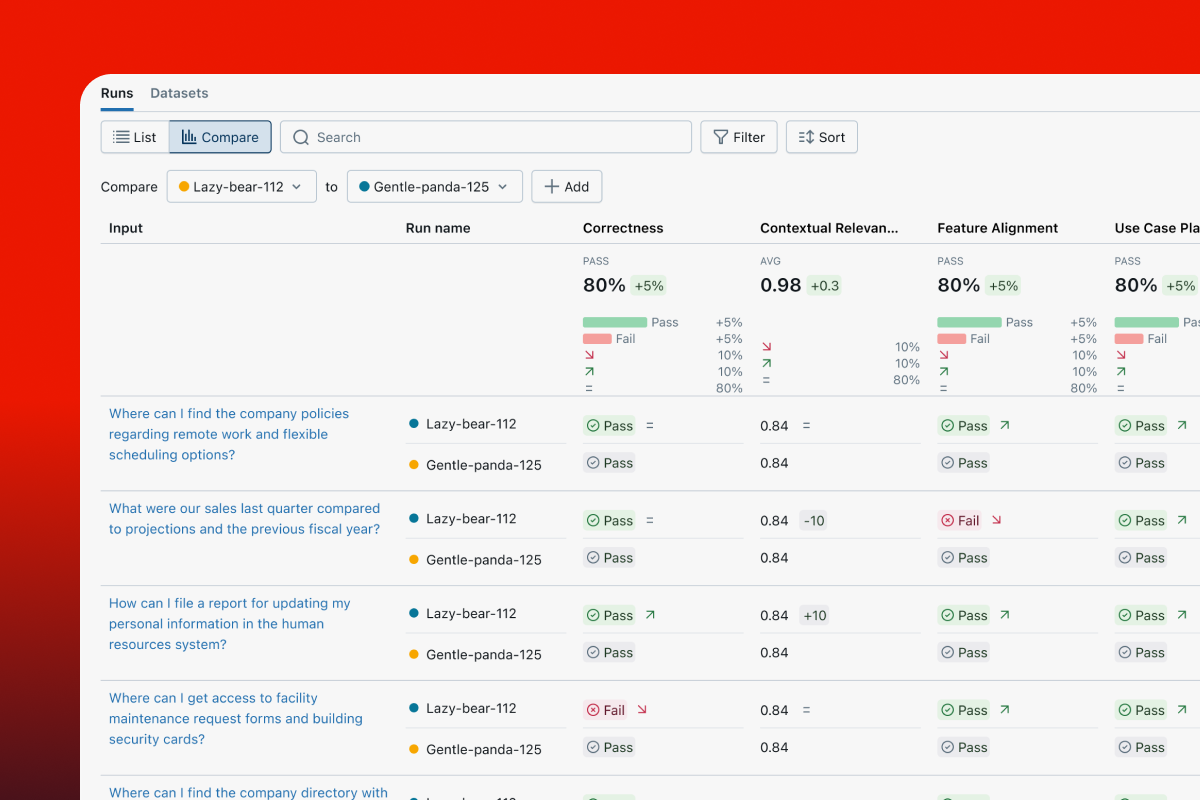 Runs Datasets
List Compare Search Filter Sort
Compare Lazy-bear-112 to Gentle-panda-125 + Add
Input Run name Correctness Contextual Relevan... Feature Alignment Use Case Pla
PASS AVG PASS PASS
80% +5% 0.98 +0.3 80% +5% 80% +5%
Pass +5% Pass +5% Pas
Fail +5% Fail +5% Fail
↘ 10% ↘ 10% ↘ 10% ↘
↗ 10% ↗ 10% ↗ 10% ↗
= 80% = 80% = 80% =
Where can I find the company policies
regarding remote work and flexible
scheduling options?
Lazy-bear-112 Pass = 0.84 = Pass ↗ Pass ↗
Gentle-panda-125 Pass 0.84 Pass Pass
What were our sales last quarter compared
to projections and the previous fiscal year?
Lazy-bear-112 Pass = 0.84 -10 Fail ↘ Pass ↗
Gentle-panda-125 Pass 0.84 Pass Pass
How can I file a report for updating my
personal information in the human
resources system?
Lazy-bear-112 Pass ↗ 0.84 +10 Pass ↗ Pass ↗
Gentle-panda-125 Pass 0.84 Pass Pass
Where can I get access to facility
maintenance request forms and building
security cards?
Lazy-bear-112 Fail ↘ 0.84 = Pass ↗ Pass ↗
Gentle-panda-125 Pass 0.84 Pass Pass
Where can I find the company directory with